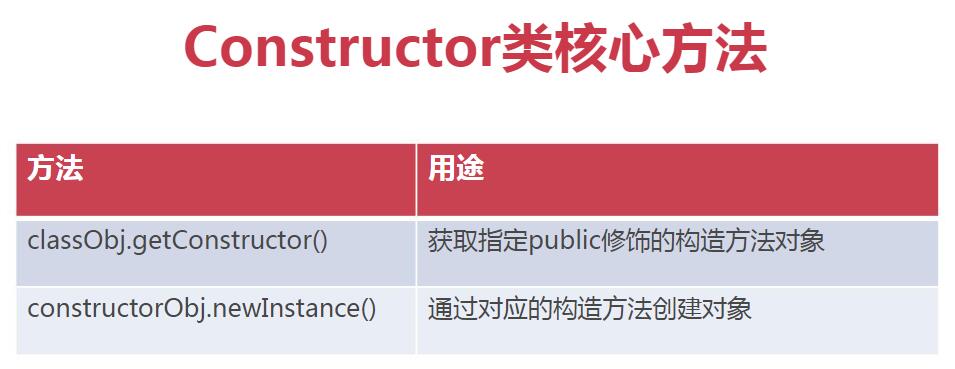 Constructor类核心方法
方法 用途
classObj.getConstructor() 获取指定public修饰的构造方法对象
constructorObj.newInstance() 通过对应的构造方法创建对象